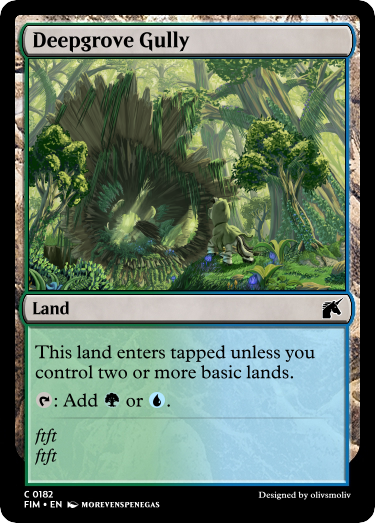 Deepgrove Gully
Land
This land enters tapped unless you
control two or more basic lands.
: Add or .
ftft
ftft
C 0182
FIM • EN MOREVENSPENEGAS
Designed by olivsmoliv